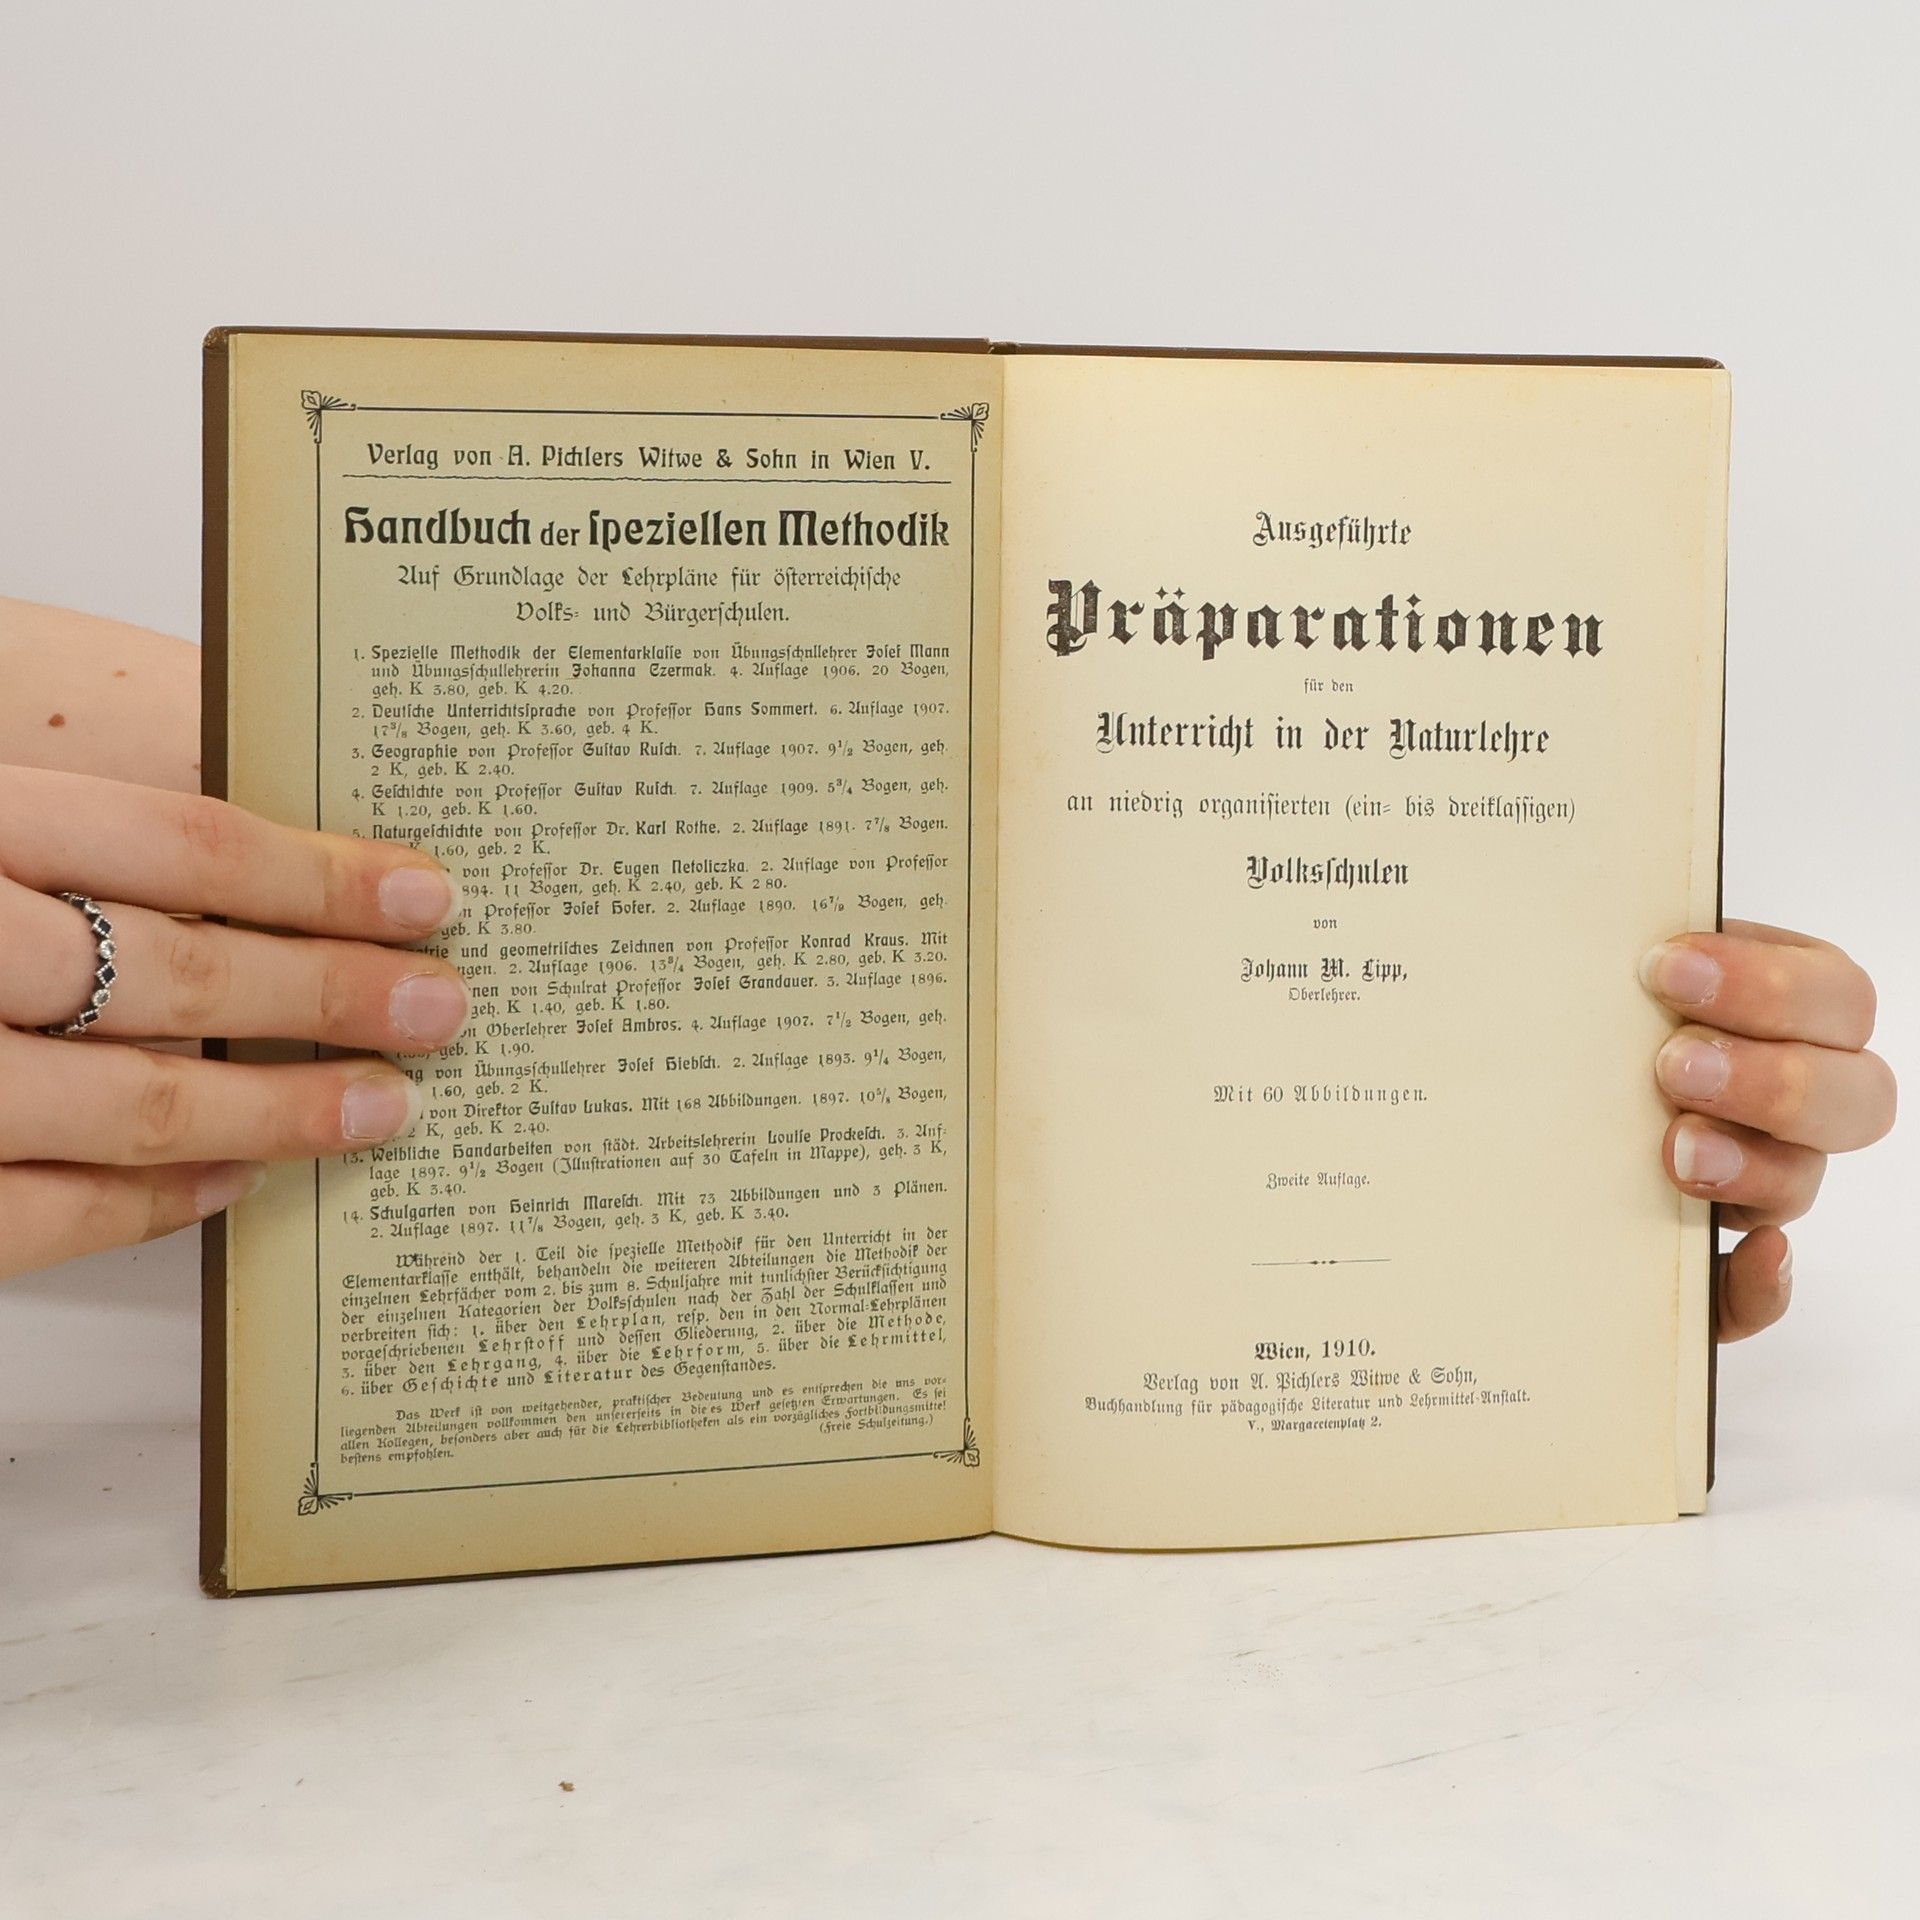 Verlag von A. Pichlers Witwe & Sohn in Wien V.
Handbuch der speziellen Methodik
Auf Grundlage der Lehrpläne für österreichische
Volks- und Bürgerschulen.
1. Spezielle Methodik der Elementarklasse von Übungsschullehrer Josef Mann
und Übungsschullehrerin Johanna Czermak. 4. Auflage 1906. 20 Bogen,
geh. K 3.80, geb. K 4.20.
2. Deutsche Unterrichtsprache von Professor Hans Sommert. 6. Auflage 1907.
17³/₈ Bogen, geh. K 3.60, geb. 4 K.
3. Geographie von Professor Gustav Rusch. 7. Auflage 1907. 9¹/₂ Bogen, geh.
2 K, geb. K 2.40.
4. Geschichte von Professor Gustav Rusch. 7. Auflage 1909. 5³/₄ Bogen, geh.
K 1.20, geb. K 1.60.
5. Naturgeschichte von Professor Dr. Karl Rothe. 2. Auflage 1891. 7⁷/₈ Bogen.
K 1.60, geb. 2 K.
von Professor Dr. Eugen Netoliczka. 2. Auflage von Professor
894. 11 Bogen, geh. K 2.40, geb. K 2 80.
Professor Josef Hofer. 2. Auflage 1890. 16⁷/₈ Bogen, geh.
geb. K 3.80.
und geometrisches Zeichnen von Professor Konrad Kraus. Mit
2. Auflage 1906. 13³/₄ Bogen, geh. K 2.80, geb. K 3.20.
von Schulrat Professor Josef Grandauer. 3. Auflage 1896.
geh. K 1.40, geb. K 1.80.
Oberlehrer Josef Ambros. 4. Auflage 1907. 7¹/₂ Bogen, geh.
geb. K 1.90.
von Übungsschullehrer Josef Hiebsch. 2. Auflage 1893. 9¹/₄ Bogen,
1.60, geb. 2 K.
von Direktor Gustav Lukas. Mit 168 Abbildungen. 1897. 10⁵/₈ Bogen,
2 K, geb. K 2.40.
13. Weibliche Handarbeiten von städt. Arbeitslehrerin Louise Prockesch. 3. Auf-
lage 1897. 9¹/₂ Bogen (Illustrationen auf 30 Tafeln in Mappe), geh. 3 K,
geb. K 3.40.
14. Schulgarten von Heinrich Maresch. Mit 73 Abbildungen und 3 Plänen.
2. Auflage 1897. 11⁷/₈ Bogen, geh. 3 K, geb. K 3.40.
Während der 1. Teil die spezielle Methodik für den Unterricht in der
Elementarklasse enthält, behandeln die weiteren Abteilungen die Methodik der
einzelnen Lehrfächer vom 2. bis zum 8. Schuljahre mit tunlichster Berücksichtigung
der einzelnen Kategorien der Volksschulen nach der Zahl der Schulklassen und
verbreiten sich: 1. über den Lehrplan, resp. den in den Normal-Lehrplänen
vorgeschriebenen Lehrstoff und dessen Gliederung, 2. über die Methode,
3. über den Lehrgang, 4. über die Lehrform, 5. über die Lehrmittel,
6. über Geschichte und Literatur des Gegenstandes.
Das Werk ist von weitgehender, praktischer Bedeutung und es entsprechen die uns vor-
liegenden Abteilungen vollkommen den unsererseits in die es Werk gesetzten Erwartungen. Es sei
allen Kollegen, besonders aber auch für die Lehrerbibliotheken als ein vorzügliches Fortbildungsmittel
bestens empfohlen. (Freie Schulzeitung.)
Ausgeführte
Präparationen
für den
Unterricht in der Naturlehre
an niedrig organisierten (ein- bis dreiklassigen)
Volksschulen
von
Johann M. Lipp,
Oberlehrer.
Mit 60 Abbildungen.
Zweite Auflage.
Wien, 1910.
Verlag von A. Pichlers Witwe & Sohn,
Buchhandlung für pädagogische Literatur und Lehrmittel-Anstalt.
V., Margaretenplatz 2.